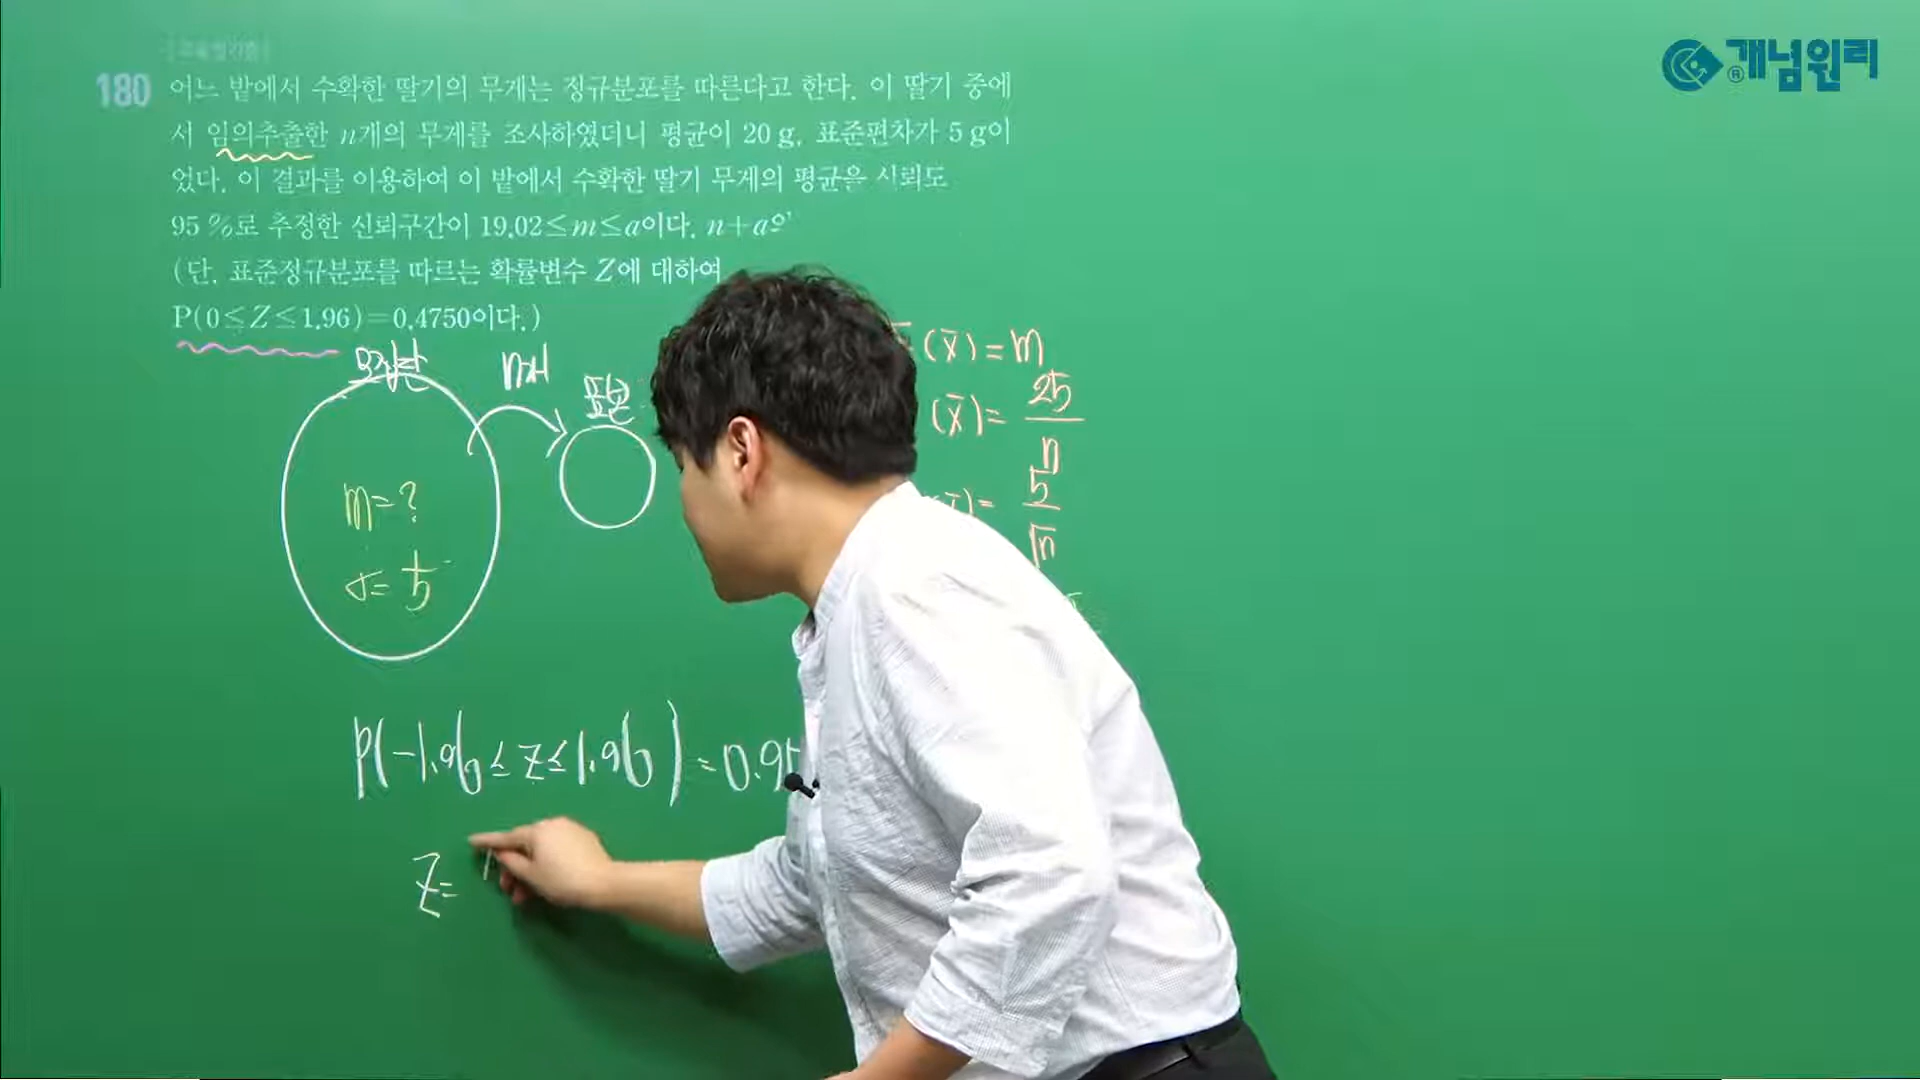 개념원리
180 어느 밭에서 수확한 딸기의 무게는 정규분포를 따른다고 한다. 이 딸기 중에
서 임의추출한 n개의 무게를 조사하였더니 평균이 20 g, 표준편차가 5 g이
었다. 이 결과를 이용하여 이 밭에서 수확한 딸기 무게의 평균을 신뢰도
95 %로 추정한 신뢰구간이 19.02≤m≤a이다. n+a의
(단, 표준정규분포를 따르는 확률변수 Z에 대하여
P(0≤Z≤1.96)=0.4750이다.)
모집단
n개
표본
m=?
σ=5
(X̄)=m
(X̄)=25/n
5/√n
P(-1.96≤Z≤1.96)=0.95
Z=